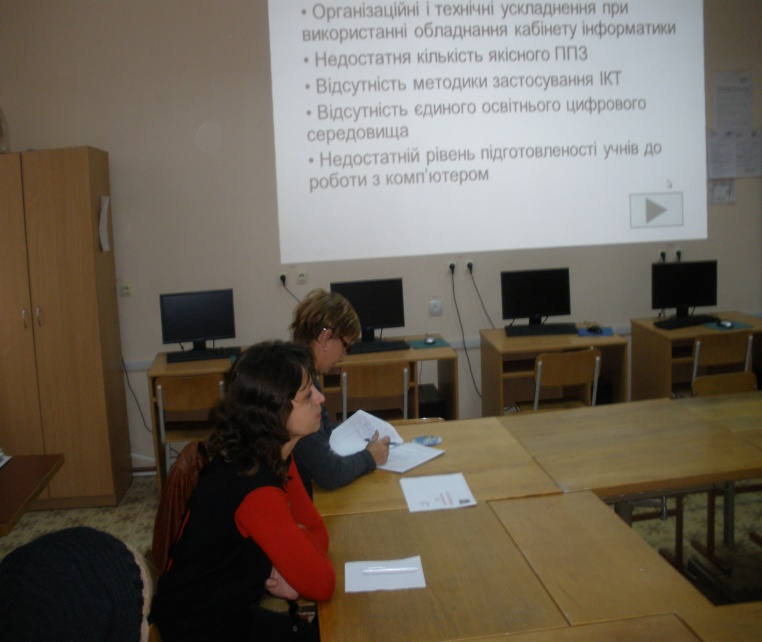 • Організаційні і технічні ускладнення при
використанні обладнання кабінету інформатики
• Недостатня кількість якісного ППЗ
• Відсутність методики застосування ІКТ
• Відсутність єдиного освітнього цифрового
середовища
• Недостатній рівень підготовленості учнів до
роботи з комп'ютером